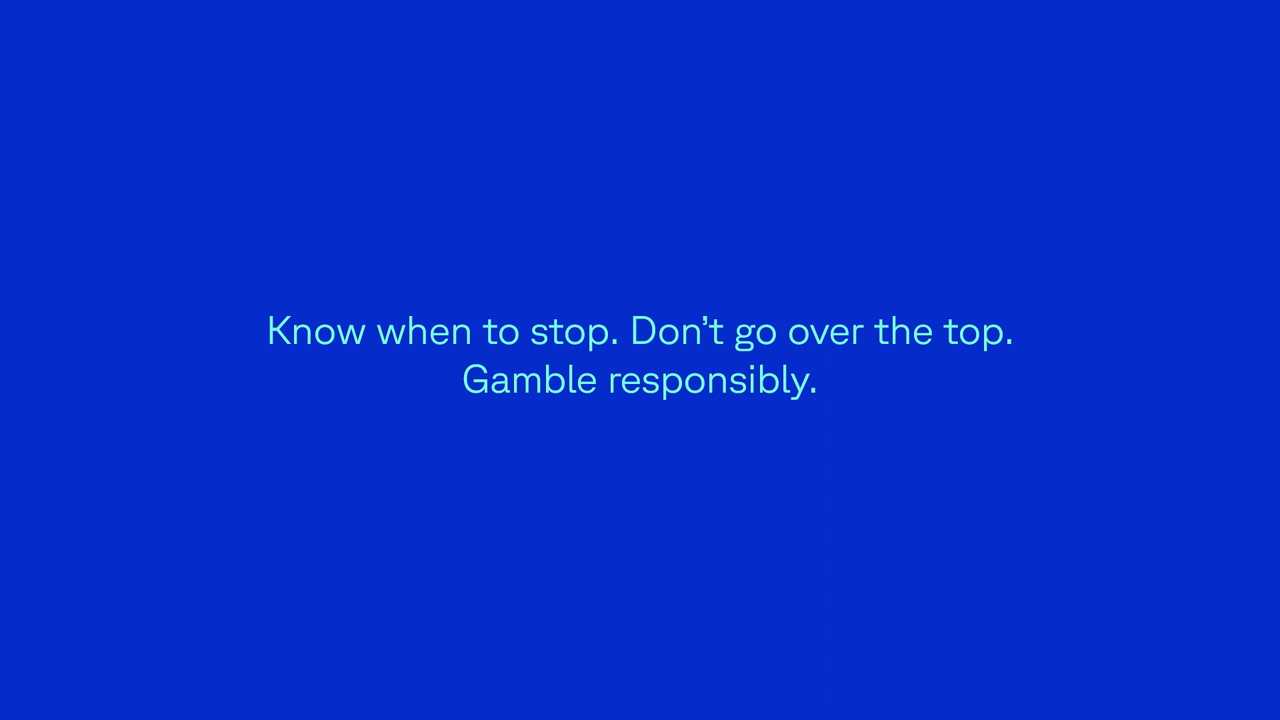 Know when to stop. Don’t go over the top.
Gamble responsibly.